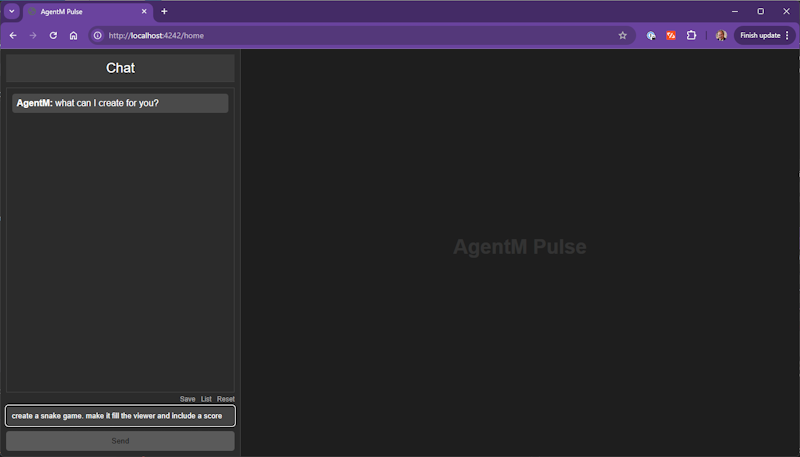 AgentM Pulse
http://localhost:4242/home
Finish update
Chat
AgentM: what can I create for you?
AgentM Pulse
Save List Reset
create a snake game. make it fill the viewer and include a score
Send